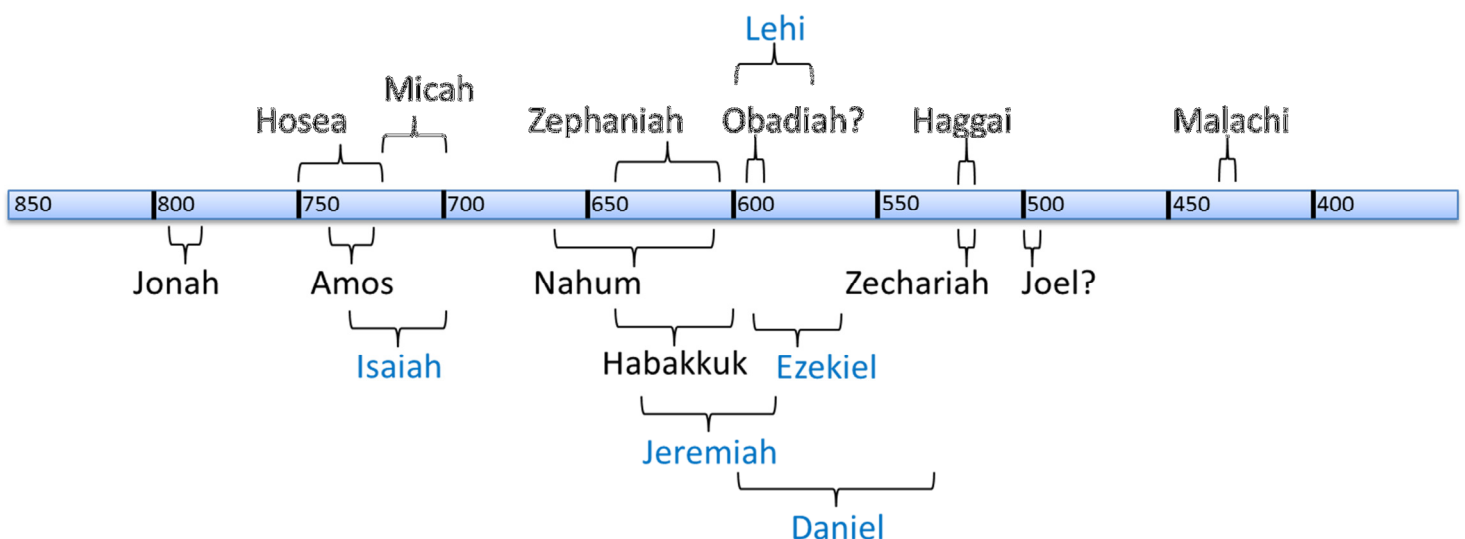 Lehi
Micah
Hosea Zephaniah Obadiah? Haggai Malachi
850 800 750 700 650 600 550 500 450 400
Jonah Amos Nahum Zechariah Joel?
Isaiah Habakkuk Ezekiel
Jeremiah
Daniel